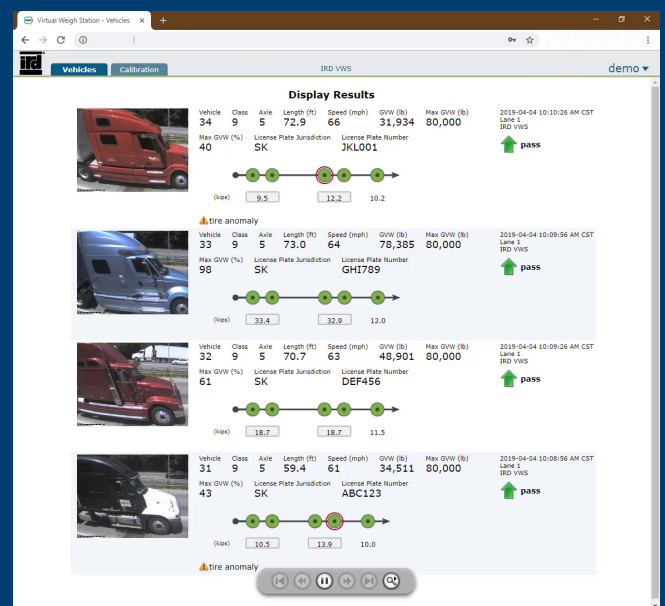 Virtual Weigh Station - Vehicles
ird
Vehicles Calibration IRD VWS demo
Display Results
Vehicle Class Axle Length (ft) Speed (mph) GVW (lb) Max GVW (lb) 2019-04-04 10:10:26 AM CST
34 9 5 72.9 66 31,934 80,000 Lane 1
IRD VWS
Max GVW (%) License Plate Jurisdiction License Plate Number
40 SK JKL001 pass
(kips) 9.5 12.2 10.2
tire anomaly
Vehicle Class Axle Length (ft) Speed (mph) GVW (lb) Max GVW (lb) 2019-04-04 10:09:56 AM CST
33 9 5 73.0 64 78,385 80,000 Lane 1
IRD VWS
Max GVW (%) License Plate Jurisdiction License Plate Number
98 SK GHI789 pass
(kips) 33.4 32.9 12.0
Vehicle Class Axle Length (ft) Speed (mph) GVW (lb) Max GVW (lb) 2019-04-04 10:09:26 AM CST
32 9 5 70.7 63 48,901 80,000 Lane 1
IRD VWS
Max GVW (%) License Plate Jurisdiction License Plate Number
61 SK DEF456 pass
(kips) 18.7 18.7 11.5
Vehicle Class Axle Length (ft) Speed (mph) GVW (lb) Max GVW (lb) 2019-04-04 10:08:56 AM CST
31 9 5 59.4 61 34,511 80,000 Lane 1
IRD VWS
Max GVW (%) License Plate Jurisdiction License Plate Number
43 SK ABC123 pass
(kips) 10.5 13.9 10.0
tire anomaly